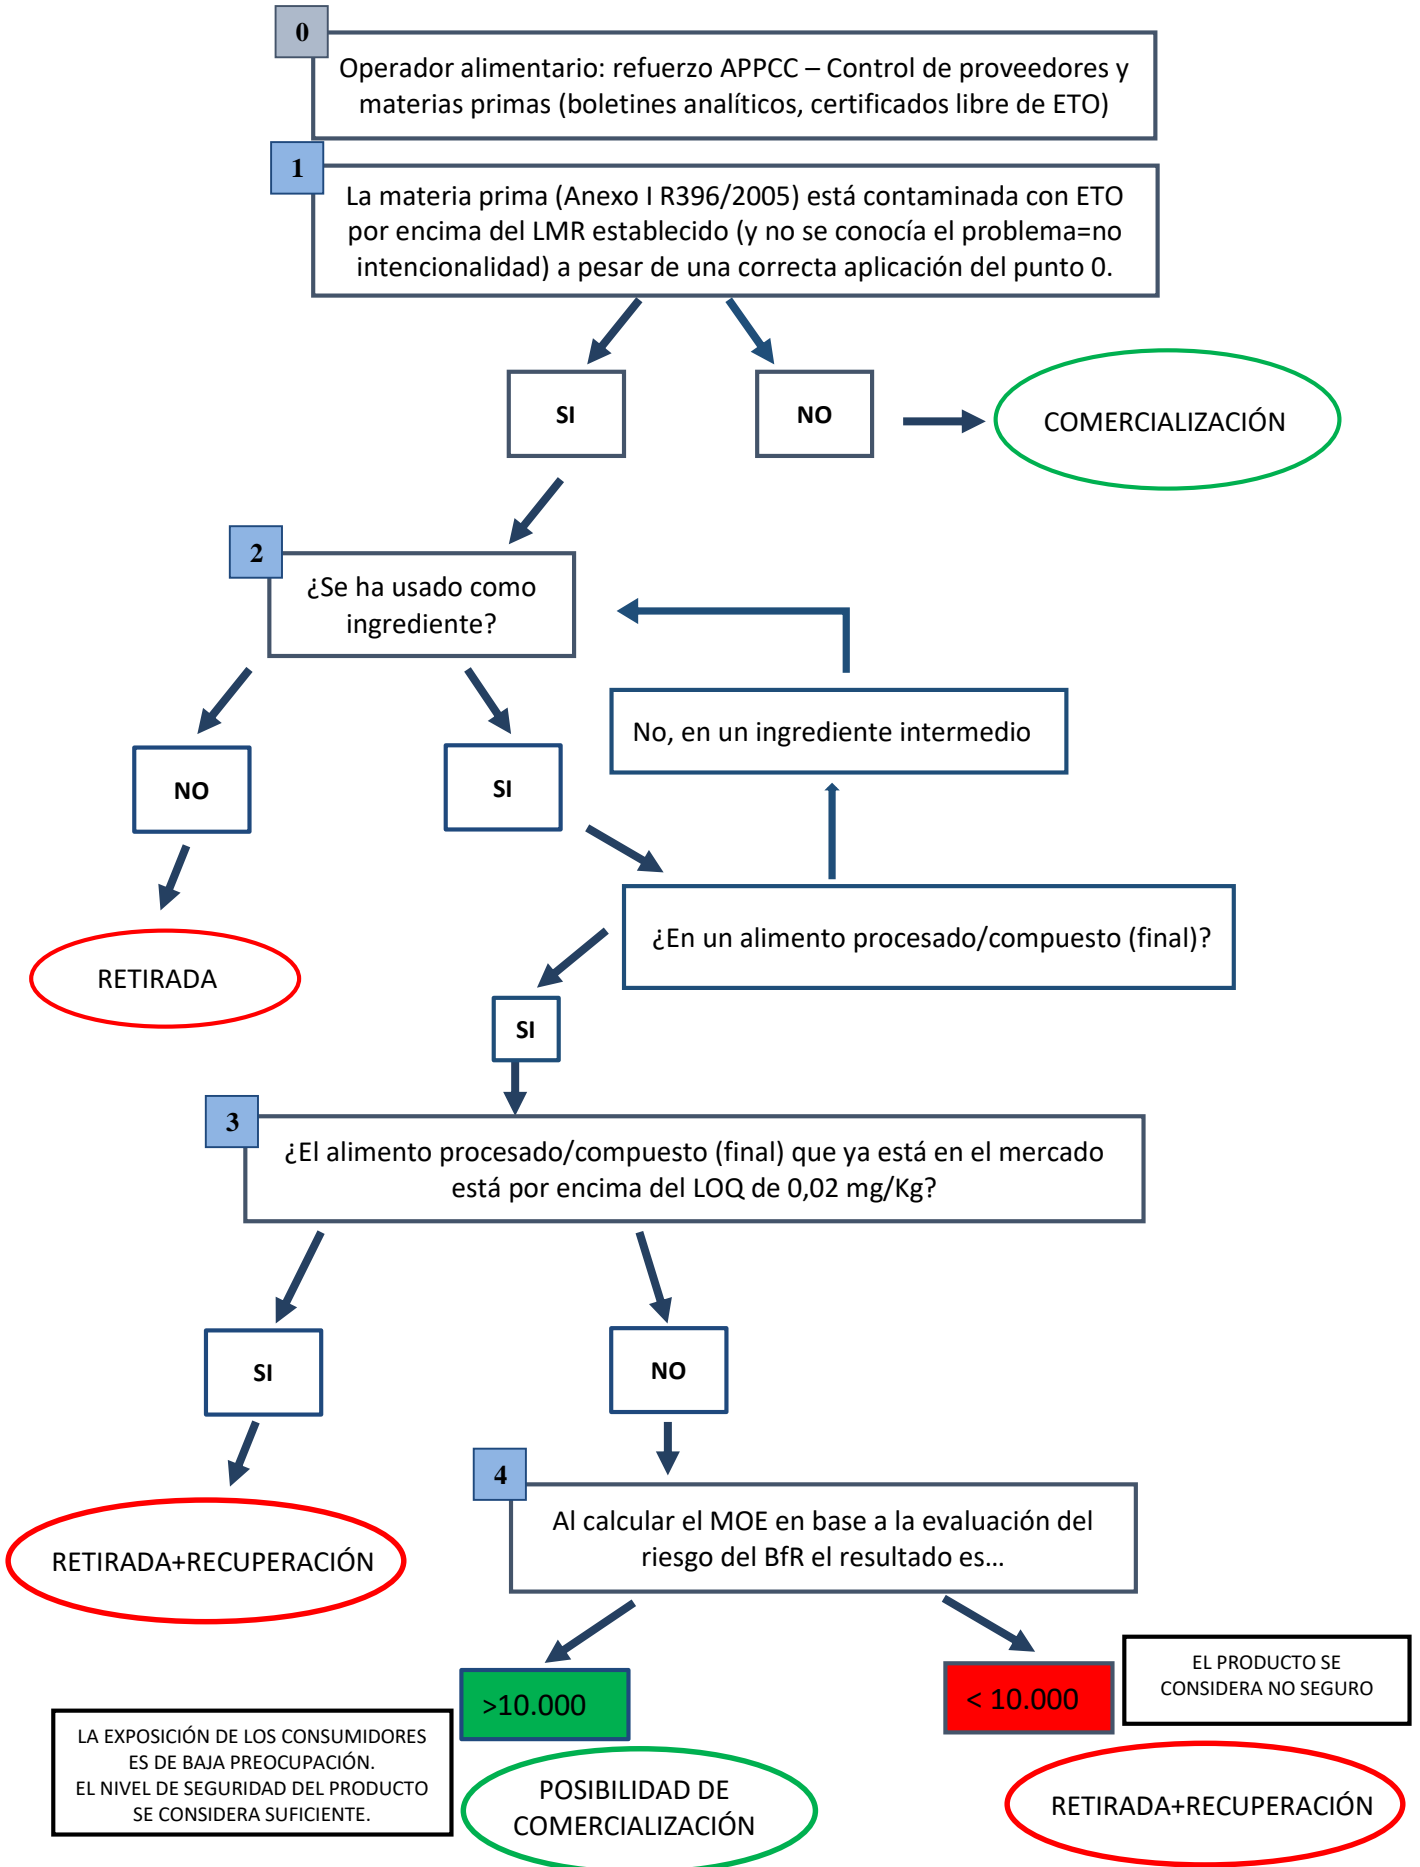 0
Operador alimentario: refuerzo APPCC – Control de proveedores y
materias primas (boletines analíticos, certificados libre de ETO)
1
La materia prima (Anexo I R396/2005) está contaminada con ETO
por encima del LMR establecido (y no se conocía el problema=no
intencionalidad) a pesar de una correcta aplicación del punto 0.
SI
NO
COMERCIALIZACIÓN
2
¿Se ha usado como
ingrediente?
No, en un ingrediente intermedio
NO
SI
¿En un alimento procesado/compuesto (final)?
RETIRADA
SI
3
¿El alimento procesado/compuesto (final) que ya está en el mercado
está por encima del LOQ de 0,02 mg/Kg?
SI
NO
4
Al calcular el MOE en base a la evaluación del
riesgo del BfR el resultado es...
RETIRADA+RECUPERACIÓN
>10.000
< 10.000
EL PRODUCTO SE
CONSIDERA NO SEGURO
LA EXPOSICIÓN DE LOS CONSUMIDORES
ES DE BAJA PREOCUPACIÓN.
EL NIVEL DE SEGURIDAD DEL PRODUCTO
SE CONSIDERA SUFICIENTE.
POSIBILIDAD DE
COMERCIALIZACIÓN
RETIRADA+RECUPERACIÓN